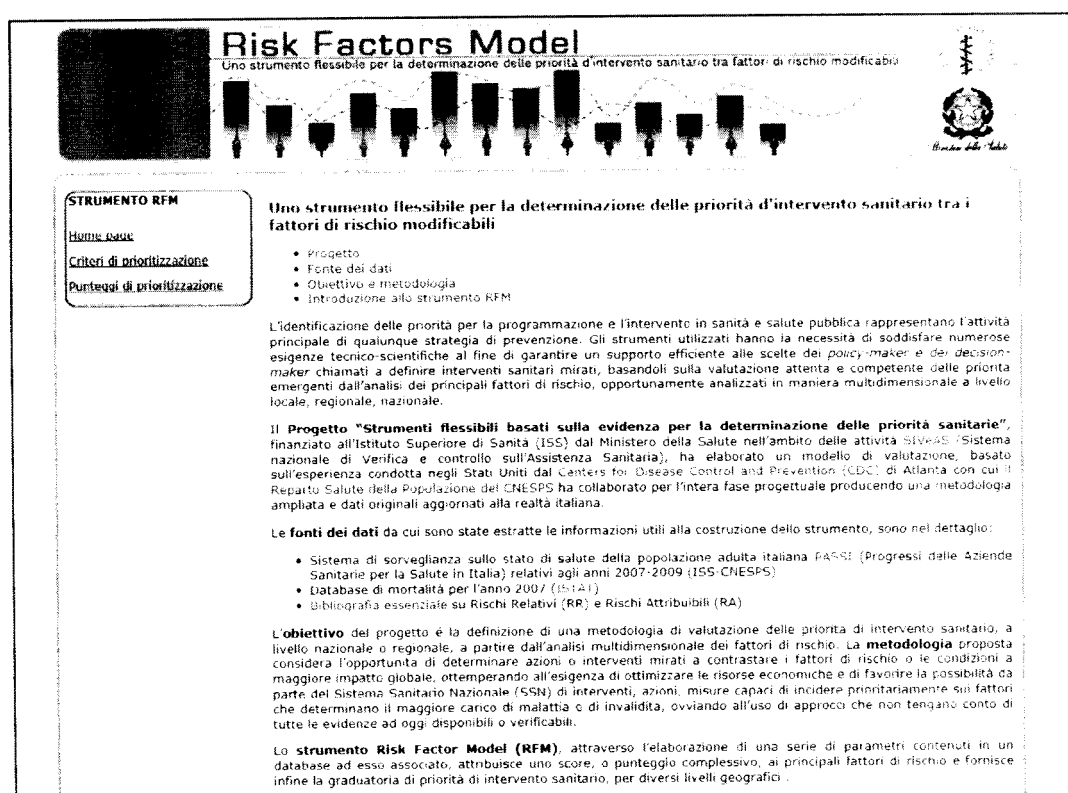 Risk Factors Model
Uno strumento flessibile per la determinazione delle priorità d'intervento sanitario tra fattori di rischio modificabili
Ministero della Salute
STRUMENTO RFM
Home page
Criteri di prioritizzazione
Punteggi di prioritizzazione
Uno strumento flessibile per la determinazione delle priorità d'intervento sanitario tra i
fattori di rischio modificabili
• Progetto
• Fonte dei dati
• Obiettivo e metodologia
• Introduzione allo strumento RFM
L'identificazione delle priorità per la programmazione e l'intervento in sanità e salute pubblica rappresentano l'attività
principale di qualunque strategia di prevenzione. Gli strumenti utilizzati hanno la necessità di soddisfare numerose
esigenze tecnico-scientifiche al fine di garantire un supporto efficiente alle scelte dei policy-maker e dei decision-
maker chiamati a definire interventi sanitari mirati, basandoli sulla valutazione attenta e competente delle priorità
emergenti dall'analisi dei principali fattori di rischio, opportunamente analizzati in maniera multidimensionale a livello
locale, regionale, nazionale.
Il Progetto "Strumenti flessibili basati sulla evidenza per la determinazione delle priorità sanitarie",
finanziato all'Istituto Superiore di Sanità (ISS) dal Ministero della Salute nell'ambito delle attività SIVeAS (Sistema
nazionale di Verifica e controllo sull'Assistenza Sanitaria), ha elaborato un modello di valutazione, basato
sull'esperienza condotta negli Stati Uniti dal Centers for Disease Control and Prevention (CDC) di Atlanta con cui il
Reparto Salute della Popolazione del CNESPS ha collaborato per l'intera fase progettuale producendo una metodologia
ampliata e dati originali aggiornati alla realtà italiana.
Le fonti dei dati da cui sono state estratte le informazioni utili alla costruzione dello strumento, sono nel dettaglio:
• Sistema di sorveglianza sullo stato di salute della popolazione adulta italiana PASSI (Progressi delle Aziende
Sanitarie per la Salute in Italia) relativi agli anni 2007-2009 (ISS-CNESPS)
• Database di mortalità per l'anno 2007 (ISTAT)
• Bibliografia essenziale su Rischi Relativi (RR) e Rischi Attribuibili (RA)
L'obiettivo del progetto è la definizione di una metodologia di valutazione delle priorità di intervento sanitario, a
livello nazionale o regionale, a partire dall'analisi multidimensionale dei fattori di rischio. La metodologia proposta
considera l'opportunità di determinare azioni o interventi mirati a contrastare i fattori di rischio o le condizioni a
maggiore impatto globale, ottemperando all'esigenza di ottimizzare le risorse economiche e di favorire la possibilità da
parte del Sistema Sanitario Nazionale (SSN) di interventi, azioni, misure capaci di incidere prioritariamente sui fattori
che determinano il maggiore carico di malattia o di invalidità, ovviando all'uso di approcci che non tengano conto di
tutte le evidenze ad oggi disponibili o verificabili.
Lo strumento Risk Factor Model (RFM), attraverso l'elaborazione di una serie di parametri contenuti in un
database ad esso associato, attribuisce uno score, o punteggio complessivo, ai principali fattori di rischio e fornisce
infine la graduatoria di priorità di intervento sanitario, per diversi livelli geografici .